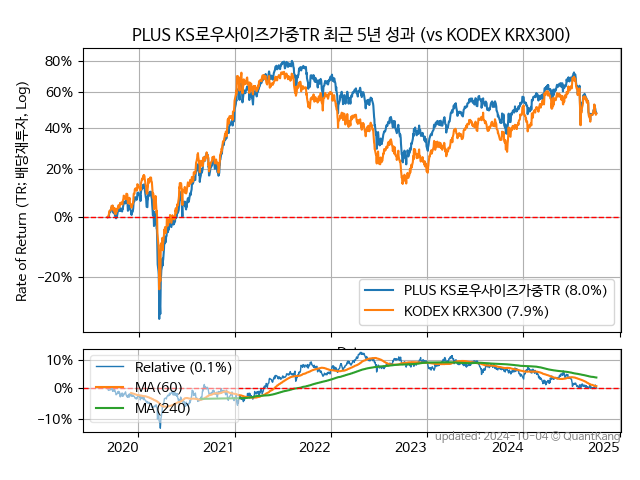 PLUS KS로우사이즈가중TR 최근 5년 성과 (vs KODEX KRX300)
Rate of Return (TR: 배당재투자, Log)
80%
60%
40%
20%
0%
−20%
PLUS KS로우사이즈가중TR (8.0%)
KODEX KRX300 (7.9%)
10%
0%
−10%
Relative (0.1%)
MA(60)
MA(240)
updated: 2024-10-04 © QuantKang
2020 2021 2022 2023 2024 2025